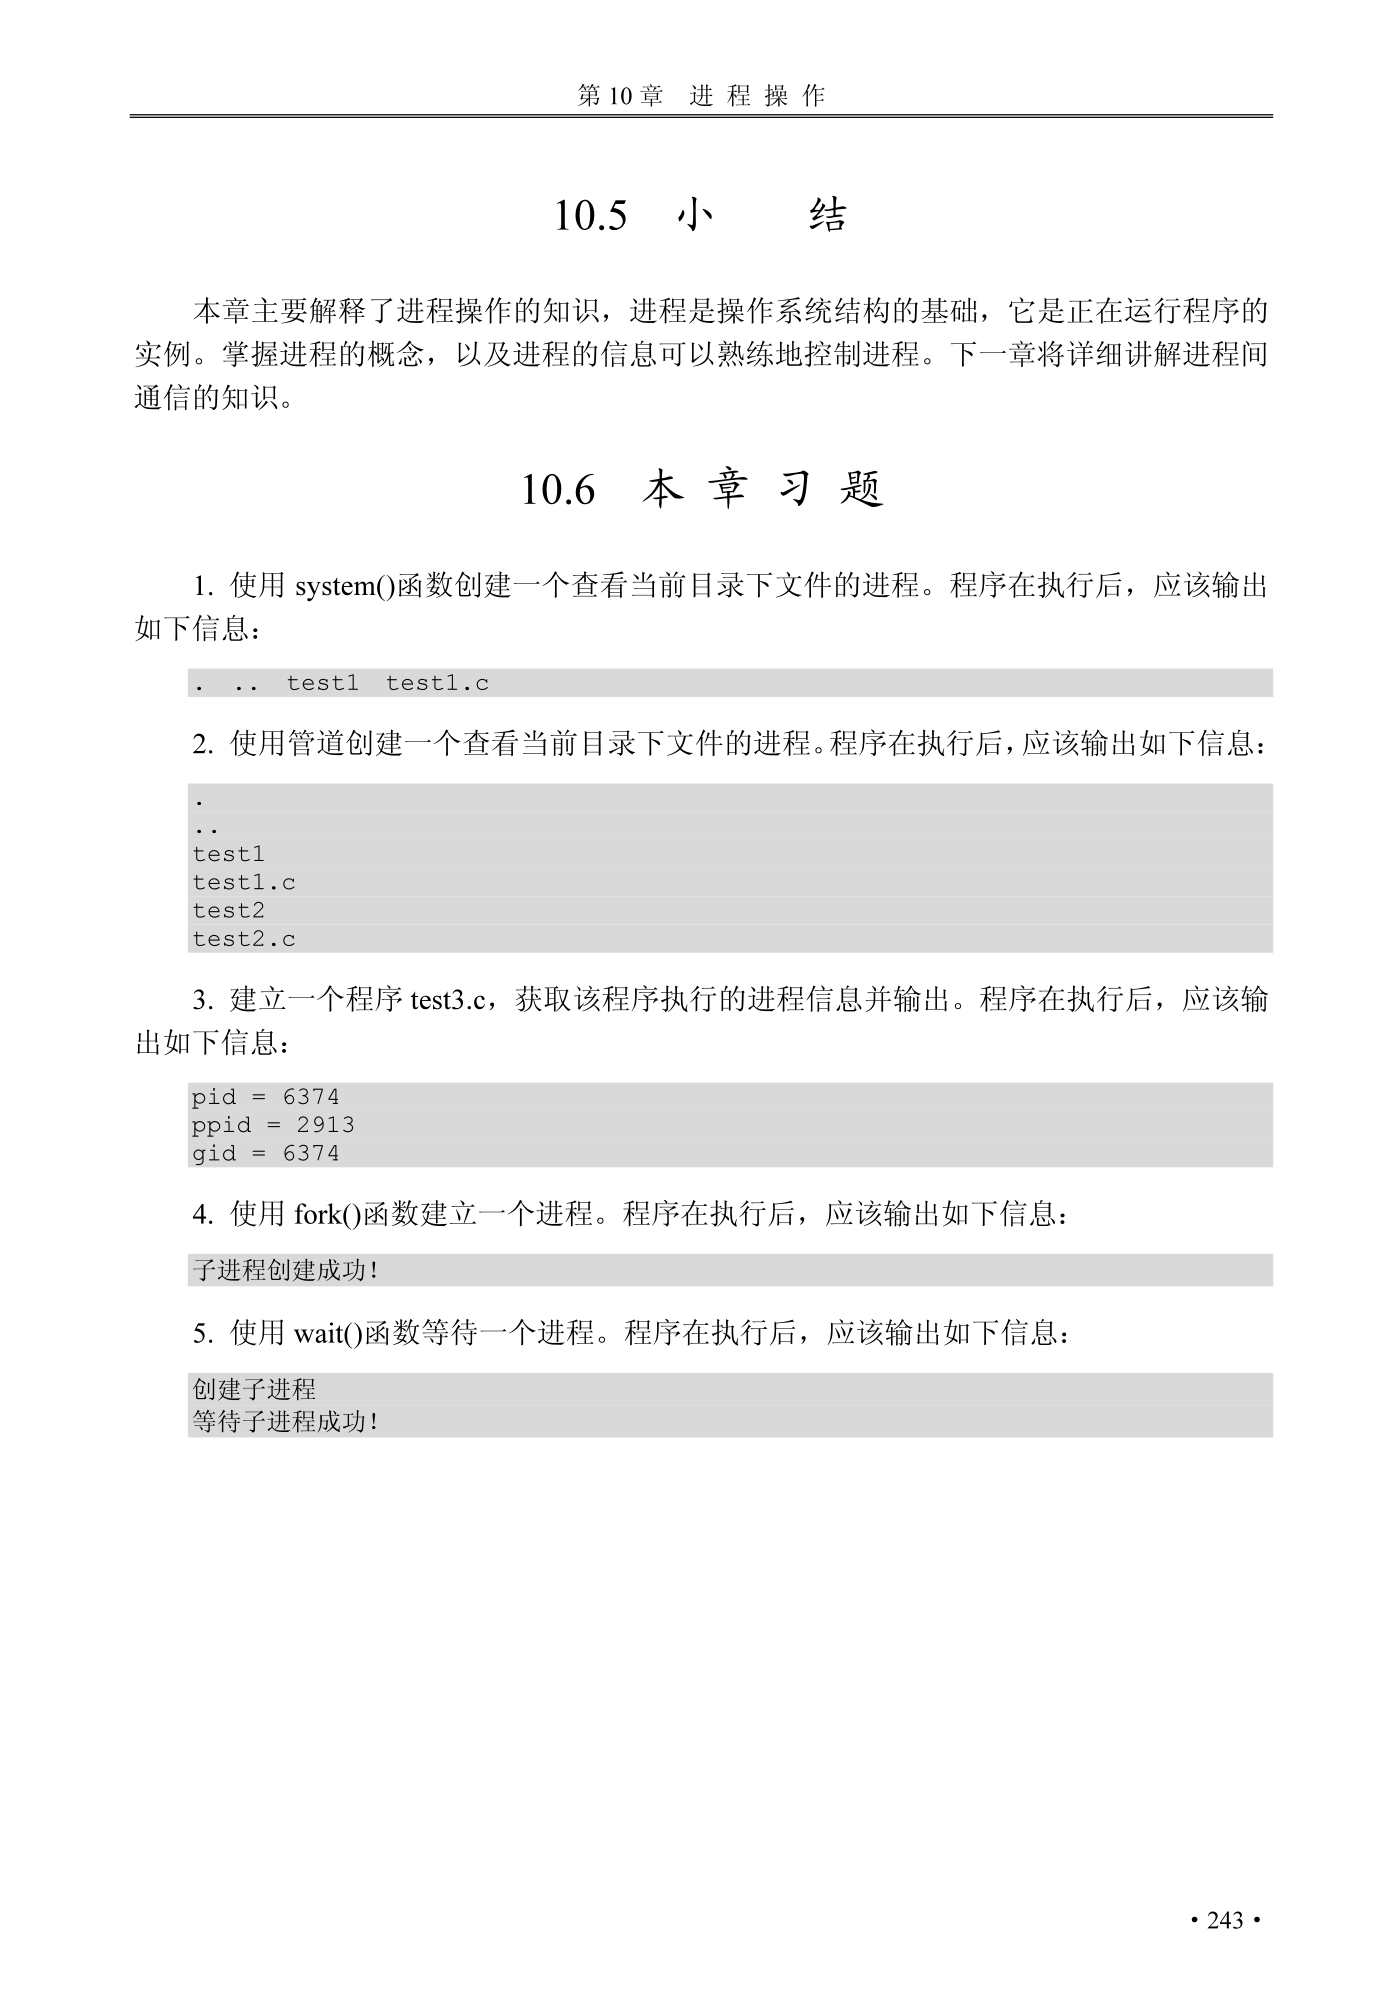 第 10 章 进 程 操 作
10.5 小 结
本章主要解释了进程操作的知识，进程是操作系统结构的基础，它是正在运行程序的
实例。掌握进程的概念，以及进程的信息可以熟练地控制进程。下一章将详细讲解进程间
通信的知识。
10.6 本 章 习 题
1. 使用 system()函数创建一个查看当前目录下文件的进程。程序在执行后，应该输出
如下信息：
. .. test1 test1.c
2. 使用管道创建一个查看当前目录下文件的进程。程序在执行后，应该输出如下信息：
.
..
test1
test1.c
test2
test2.c
3. 建立一个程序 test3.c，获取该程序执行的进程信息并输出。程序在执行后，应该输
出如下信息：
pid = 6374
ppid = 2913
gid = 6374
4. 使用 fork()函数建立一个进程。程序在执行后，应该输出如下信息：
子进程创建成功！
5. 使用 wait()函数等待一个进程。程序在执行后，应该输出如下信息：
创建子进程
等待子进程成功！
• 243 •